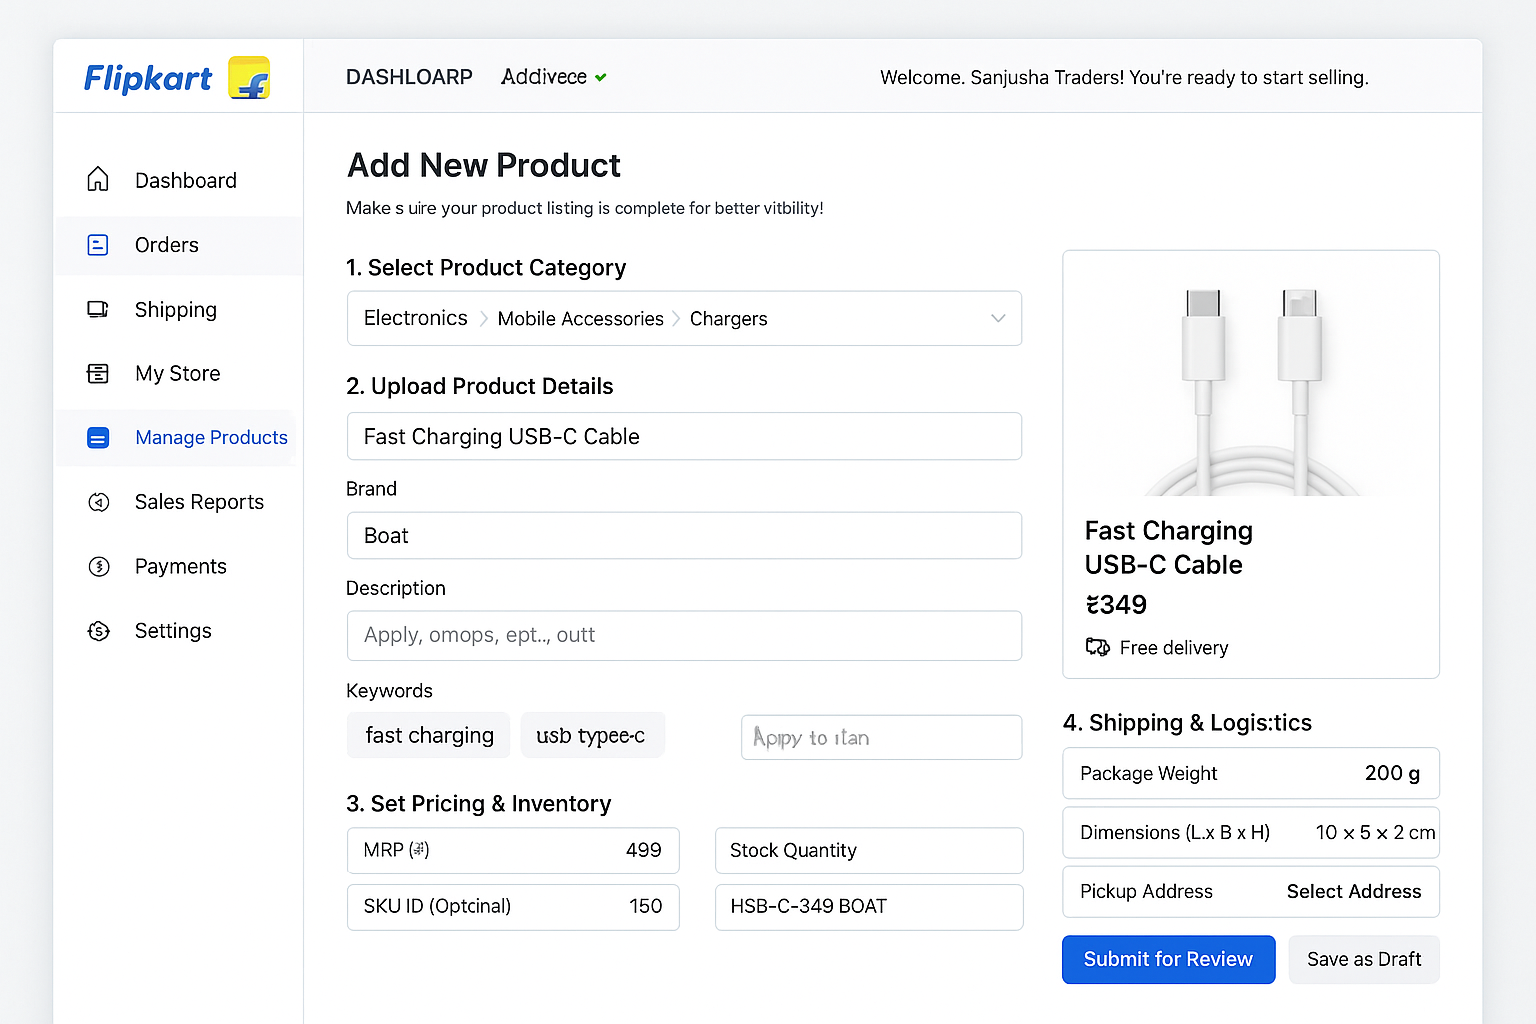 Flipkart
DASHLOARP Addivece
Welcome. Sanjusha Traders! You're ready to start selling.
Dashboard
Orders
Shipping
My Store
Manage Products
Sales Reports
Payments
Settings
Add New Product
Make s uire your product listing is complete for better vitbility!
1. Select Product Category
Electronics > Mobile Accessories > Chargers
2. Upload Product Details
Fast Charging USB-C Cable
Brand
Boat
Description
Apply, omops, ept.., outt
Keywords
fast charging usb typee-c
3. Set Pricing & Inventory
MRP 499
Stock Quantity
SKU ID (Optcinal) 150
HSB-C-349 BOAT
Fast Charging
USB-C Cable
₹349
Free delivery
4. Shipping & Logis:tics
Package Weight 200 g
Dimensions (L.x B x H) 10 × 5 × 2 cm
Pickup Address Select Address
Submit for Review
Save as Draft